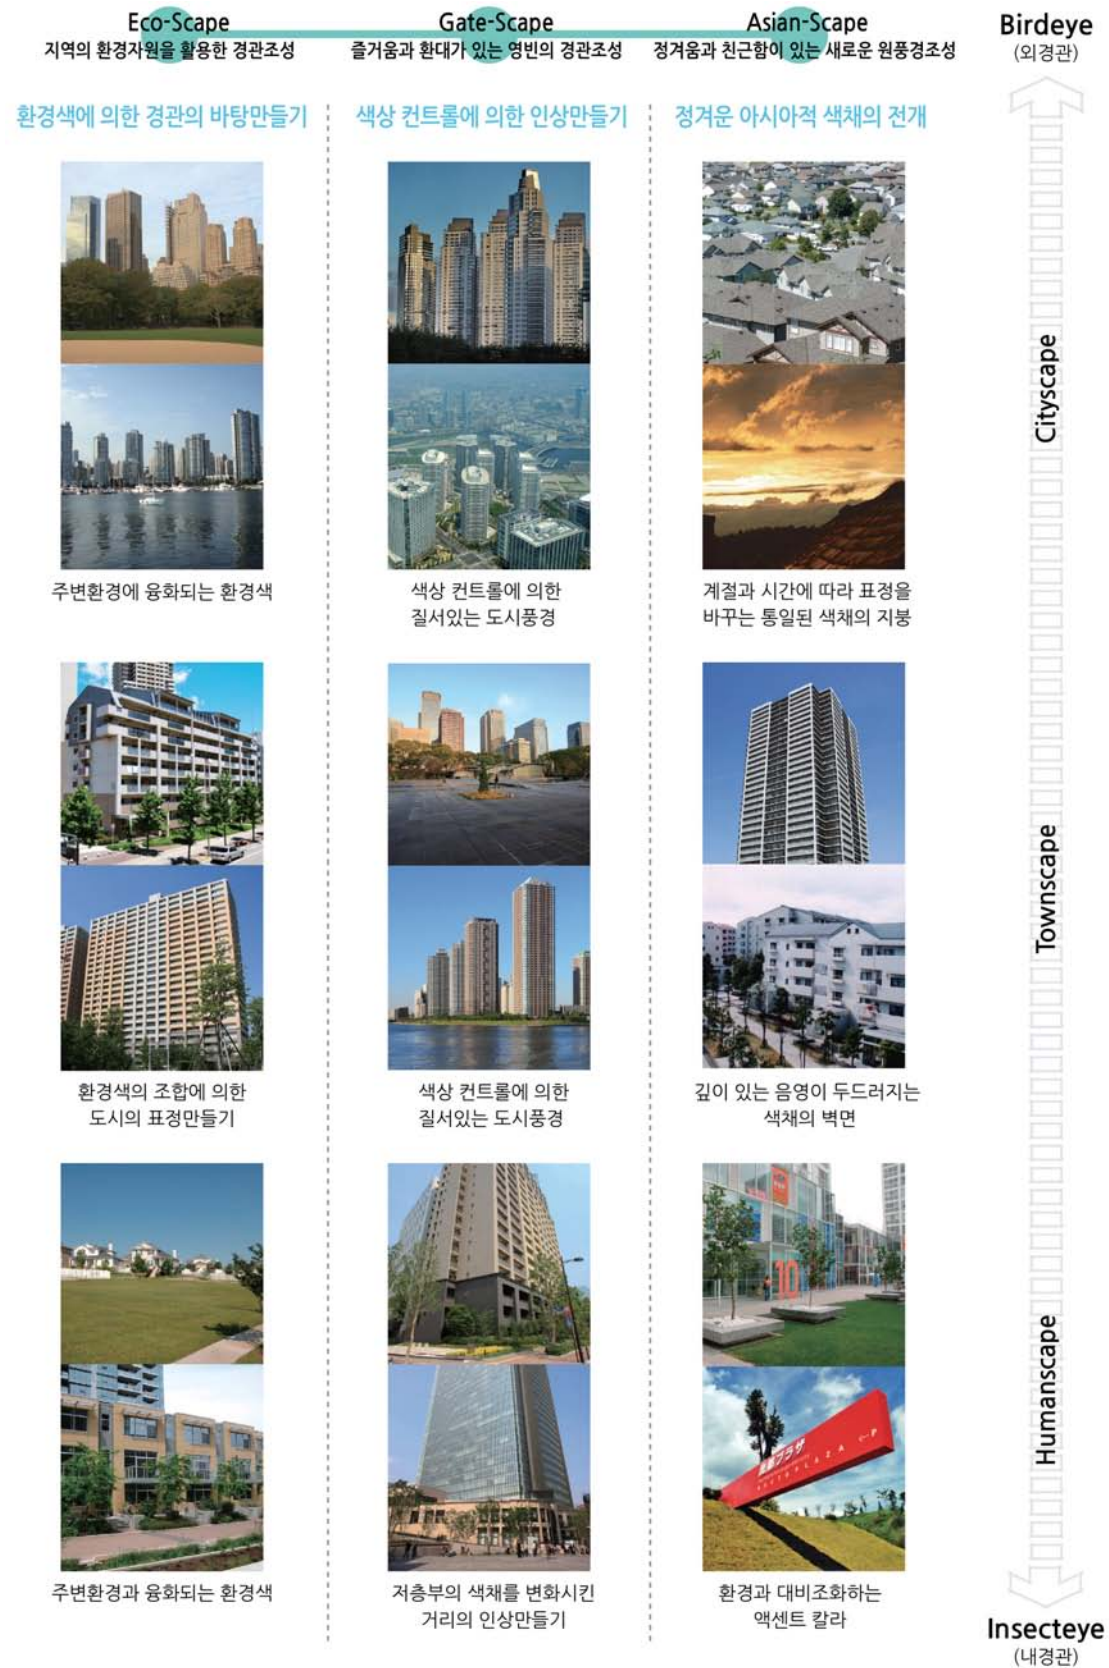 Eco-Scape
지역의 환경자원을 활용한 경관조성
Gate-Scape
즐거움과 환대가 있는 영빈의 경관조성
Asian-Scape
정겨움과 친근함이 있는 새로운 원풍경조성
Birdeye
(외경관)
환경색에 의한 경관의 바탕만들기
색상 컨트롤에 의한 인상만들기
정겨운 아시아적 색채의 전개
Cityscape
주변환경에 융화되는 환경색
색상 컨트롤에 의한
질서있는 도시풍경
계절과 시간에 따라 표정을
바꾸는 통일된 색채의 지붕
Townscape
환경색의 조합에 의한
도시의 표정만들기
색상 컨트롤에 의한
질서있는 도시풍경
깊이 있는 음영이 두드러지는
색채의 벽면
Humanscape
10
プラザ
PLAZA
P
주변환경과 융화되는 환경색
저층부의 색채를 변화시킨
거리의 인상만들기
환경과 대비조화하는
액센트 칼라
Insecteye
(내경관)